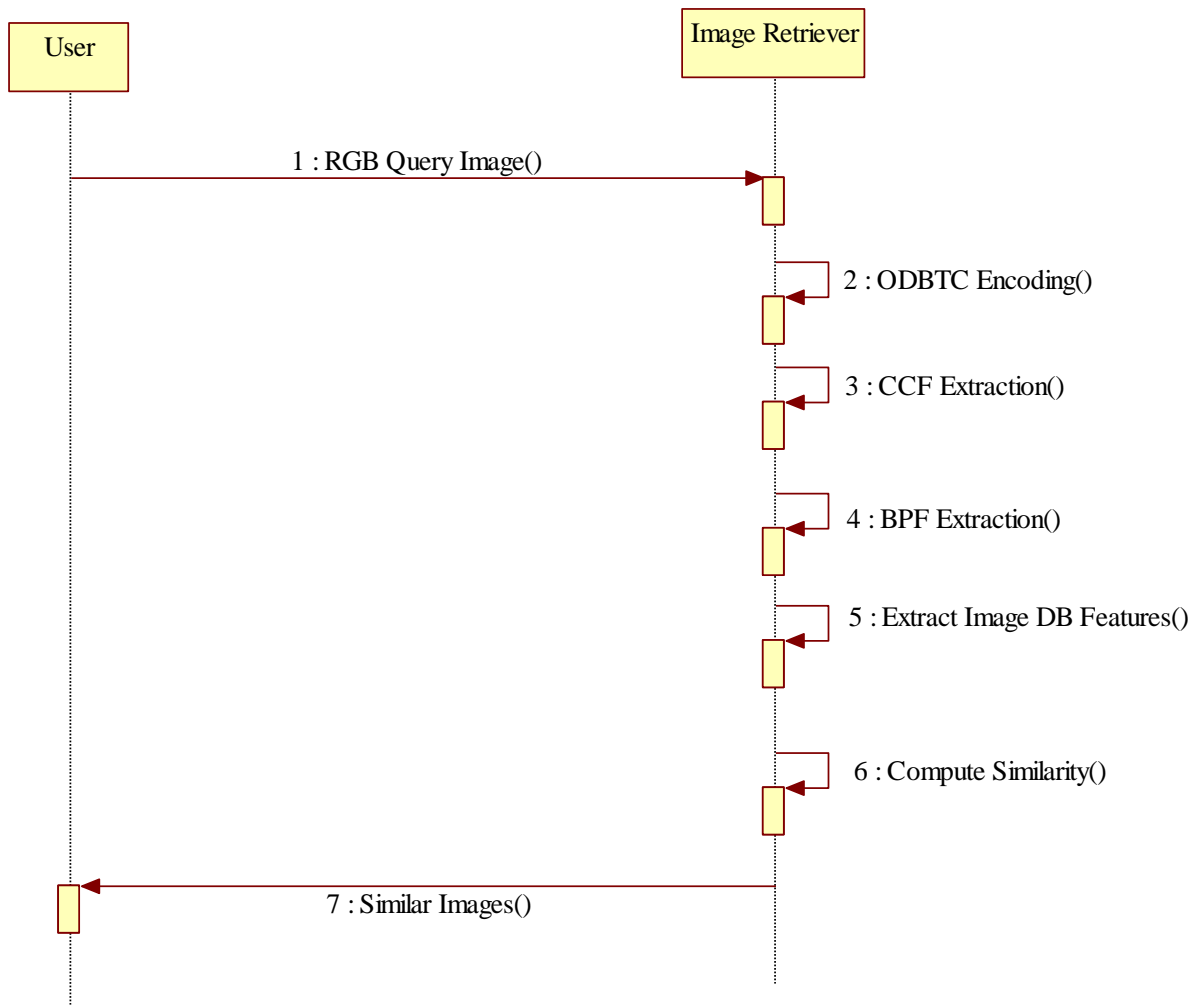 User
Image Retriever
1 : RGB Query Image()
2 : ODBTC Encoding()
3 : CCF Extraction()
4 : BPF Extraction()
5 : Extract Image DB Features()
6 : Compute Similarity()
7 : Similar Images()